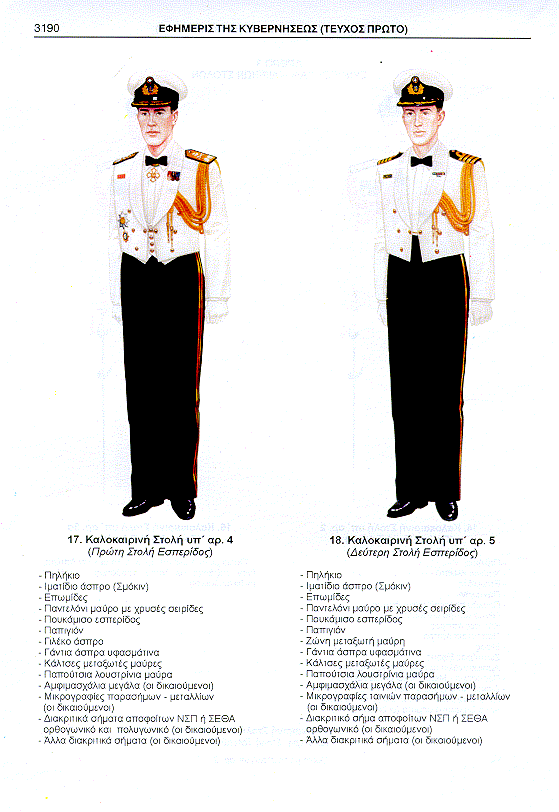 3190
ΕΦΗΜΕΡΙΣ ΤΗΣ ΚΥΒΕΡΝΗΣΕΩΣ (ΤΕΥΧΟΣ ΠΡΩΤΟ)
17. Καλοκαιρινή Στολή υπ΄ αρ. 4
(Πρώτη Στολή Εσπερίδος)
- Πηλήκιο
- Ιματίδιο άσπρο (Σμόκιν)
- Επωμίδες
- Παντελόνι μαύρο με χρυσές σειρίδες
- Πουκάμισο εσπερίδος
- Παπιγιόν
- Γιλέκο άσπρο
- Γάντια άσπρα υφασμάτινα
- Κάλτσες μεταξωτές μαύρες
- Παπούτσια λουστρίνια μαύρα
- Αμφιμασχάλια μεγάλα (οι δικαιούμενοι)
- Μικρογραφίες παρασήμων - μεταλλίων
(οι δικαιούμενοι)
- Διακριτικά σήματα αποφοίτων ΝΣΠ ή ΣΕΘΑ
ορθογωνικό και πολυγωνικό (οι δικαιούμενοι)
- Άλλα διακριτικά σήματα (οι δικαιούμενοι)
18. Καλοκαιρινή Στολή υπ΄ αρ. 5
(Δεύτερη Στολή Εσπερίδος)
- Πηλήκιο
- Ιματίδιο άσπρο (Σμόκιν)
- Επωμίδες
- Παντελόνι μαύρο με χρυσές σειρίδες
- Πουκάμισο εσπερίδος
- Παπιγιόν
- Ζώνη μεταξωτή μαύρη
- Γάντια άσπρα υφασμάτινα
- Κάλτσες μεταξωτές μαύρες
- Παπούτσια λουστρίνια μαύρα
- Αμφιμασχάλια μεγάλα (οι δικαιούμενοι)
- Μικρογραφίες ταινιών παρασήμων - μεταλλίων
(οι δικαιούμενοι)
- Διακριτικό σήμα αποφοίτων ΝΣΠ ή ΣΕΘΑ
ορθογωνικό (οι δικαιούμενοι)
- Άλλα διακριτικά σήματα (οι δικαιούμενοι)